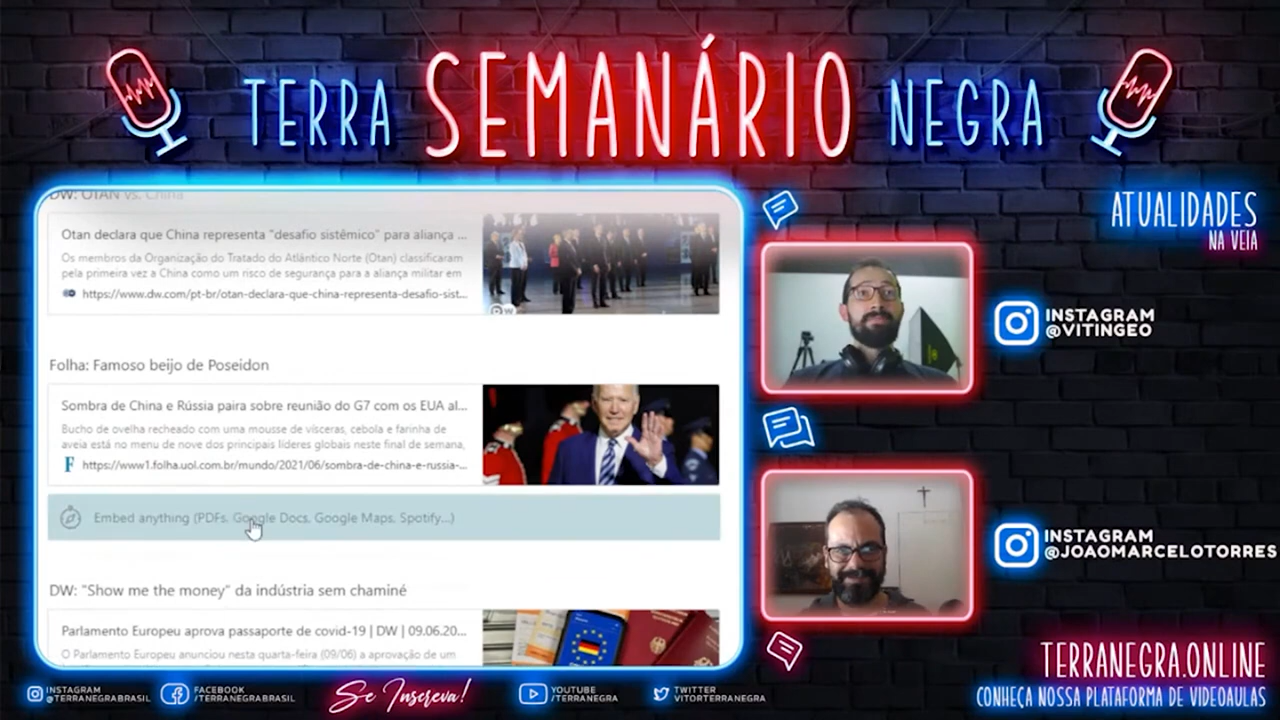 TERRA SEMANÁRIO NEGRA
DW: OTAN vs. China
Otan declara que China representa "desafio sistêmico" para aliança ...
Os membros da Organização do Tratado do Atlântico Norte (Otan) classificaram
pela primeira vez a China como um risco de segurança para a aliança militar em
https://www.dw.com/pt-br/otan-declara-que-china-representa-desafio-sist...
DW
Folha: Famoso beijo de Poseidon
Sombra de China e Rússia paira sobre reunião do G7 com os EUA al...
Bucho de ovelha recheado com uma mousse de vísceras, cebola e farinha de
aveia está no menu de nove dos principais líderes globais neste final de semana,
F https://www1.folha.uol.com.br/mundo/2021/06/sombra-de-china-e-russia-...
Embed anything (PDFs, Google Docs, Google Maps, Spotify...)
DW: "Show me the money" da indústria sem chaminé
Parlamento Europeu aprova passaporte de covid-19 | DW | 09.06.20...
O Parlamento Europeu anunciou nesta quarta-feira (09/06) a aprovação de um
ATUALIDADES
NA VEIA
INSTAGRAM
@VITINGEO
INSTAGRAM
@JOAOMARCELOTORRES
TERRANEGRA.ONLINE
CONHEÇA NOSSA PLATAFORMA DE VIDEOAULAS
INSTAGRAM
@TERRANEGRABRASIL
FACEBOOK
/TERRANEGRABRASIL
Se Inscreva!
YOUTUBE
/TERRANEGRA
TWITTER
VITORTERRANEGRA